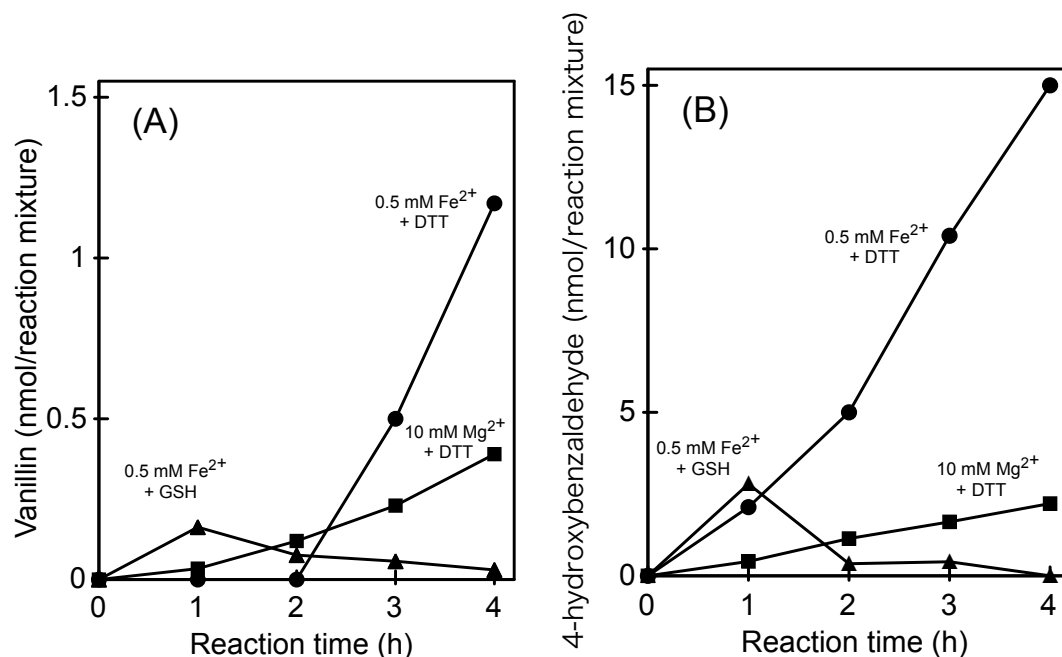 Vanillin (nmol/reaction mixture)
1.5
1
0.5
0
(A)
0.5 mM Fe2+
+ DTT
10 mM Mg2+
+ DTT
0.5 mM Fe2+
+ GSH
0
1
2
3
4
Reaction time (h)
4-hydroxybenzaldehyde (nmol/reaction mixture)
15
10
5
0
(B)
0.5 mM Fe2+
+ DTT
0.5 mM Fe2+
+ GSH
10 mM Mg2+
+ DTT
0
1
2
3
4
Reaction time (h)